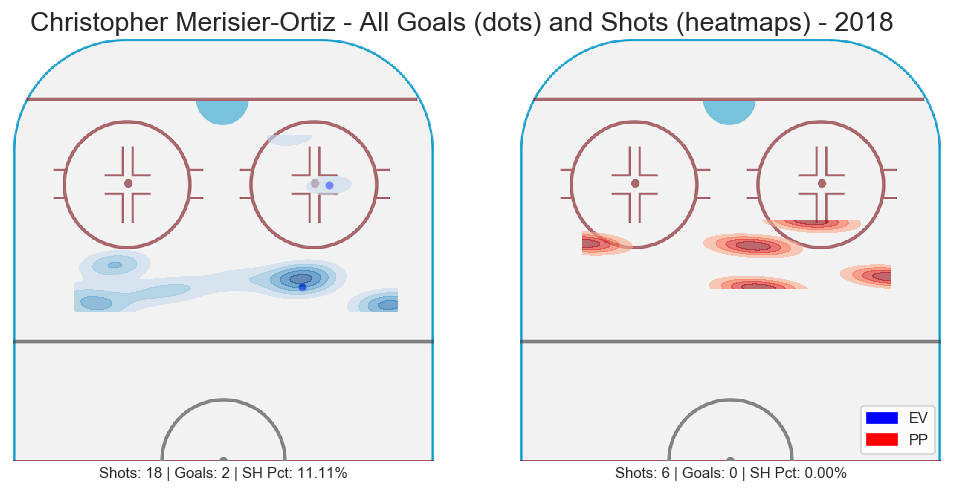 Christopher Merisier-Ortiz - All Goals (dots) and Shots (heatmaps) - 2018
EV
PP
Shots: 18 | Goals: 2 | SH Pct: 11.11%
Shots: 6 | Goals: 0 | SH Pct: 0.00%